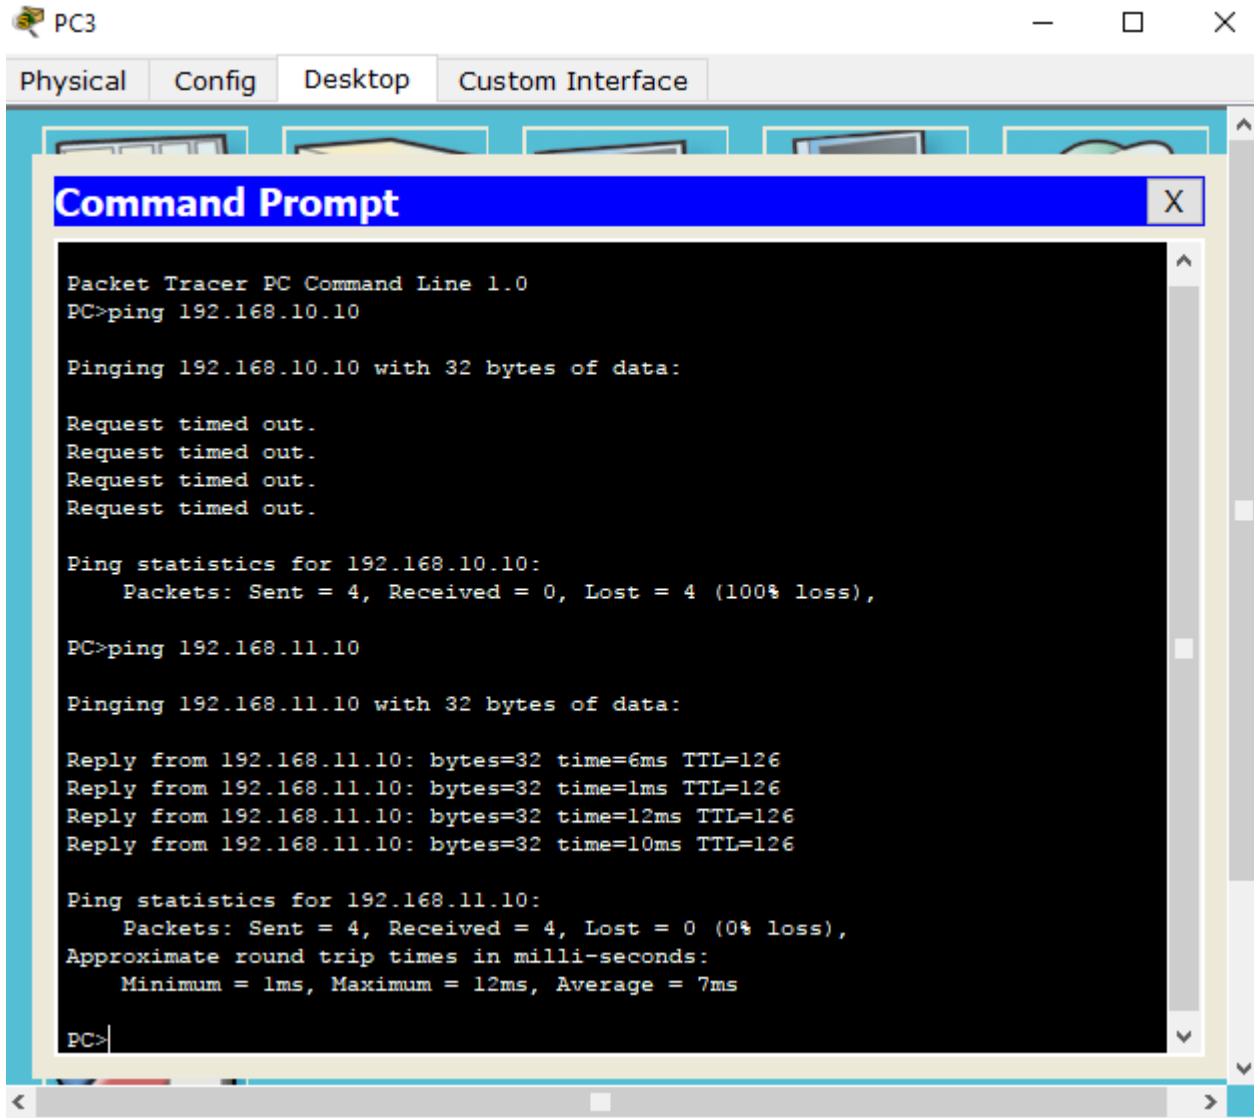 PC3
Physical Config Desktop Custom Interface
Command Prompt X
Packet Tracer PC Command Line 1.0
PC>ping 192.168.10.10
Pinging 192.168.10.10 with 32 bytes of data:
Request timed out.
Request timed out.
Request timed out.
Request timed out.
Ping statistics for 192.168.10.10:
Packets: Sent = 4, Received = 0, Lost = 4 (100% loss),
PC>ping 192.168.11.10
Pinging 192.168.11.10 with 32 bytes of data:
Reply from 192.168.11.10: bytes=32 time=6ms TTL=126
Reply from 192.168.11.10: bytes=32 time=1ms TTL=126
Reply from 192.168.11.10: bytes=32 time=12ms TTL=126
Reply from 192.168.11.10: bytes=32 time=10ms TTL=126
Ping statistics for 192.168.11.10:
Packets: Sent = 4, Received = 4, Lost = 0 (0% loss),
Approximate round trip times in milli-seconds:
Minimum = 1ms, Maximum = 12ms, Average = 7ms
PC>